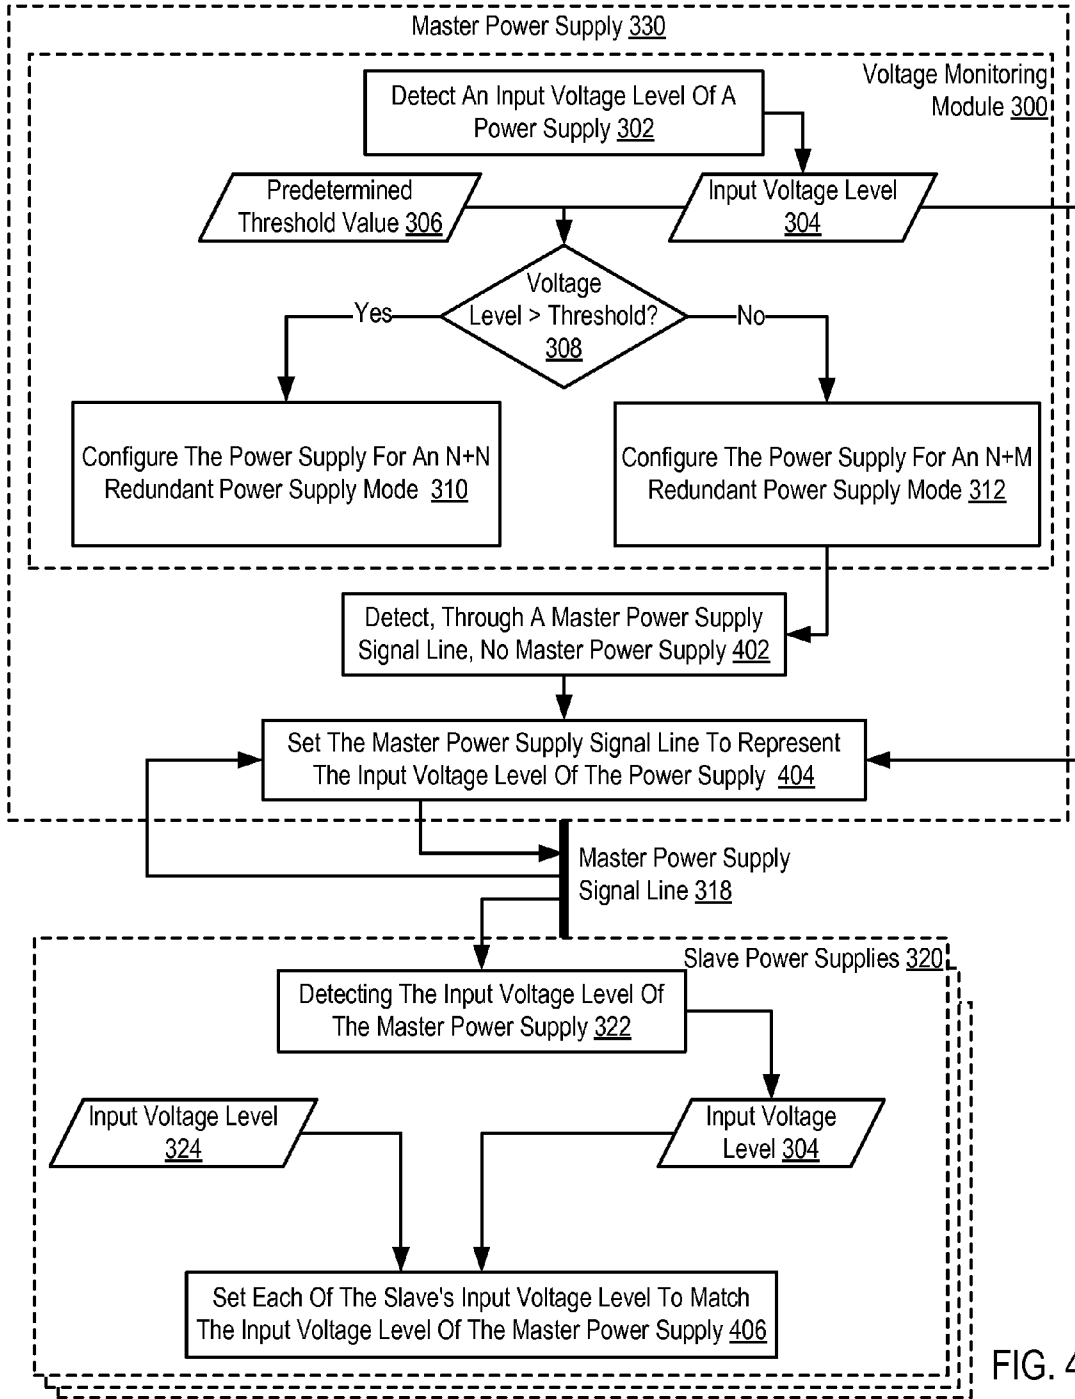 Master Power Supply 330
Voltage Monitoring
Module 300
Detect An Input Voltage Level Of A
Power Supply 302
Predetermined
Threshold Value 306
Input Voltage Level
304
Voltage
Level > Threshold?
308
Yes
No
Configure The Power Supply For An N+N
Redundant Power Supply Mode 310
Configure The Power Supply For An N+M
Redundant Power Supply Mode 312
Detect, Through A Master Power Supply
Signal Line, No Master Power Supply 402
Set The Master Power Supply Signal Line To Represent
The Input Voltage Level Of The Power Supply 404
Master Power Supply
Signal Line 318
Slave Power Supplies 320
Detecting The Input Voltage Level Of
The Master Power Supply 322
Input Voltage Level
324
Input Voltage
Level 304
Set Each Of The Slave's Input Voltage Level To Match
The Input Voltage Level Of The Master Power Supply 406
FIG. 4